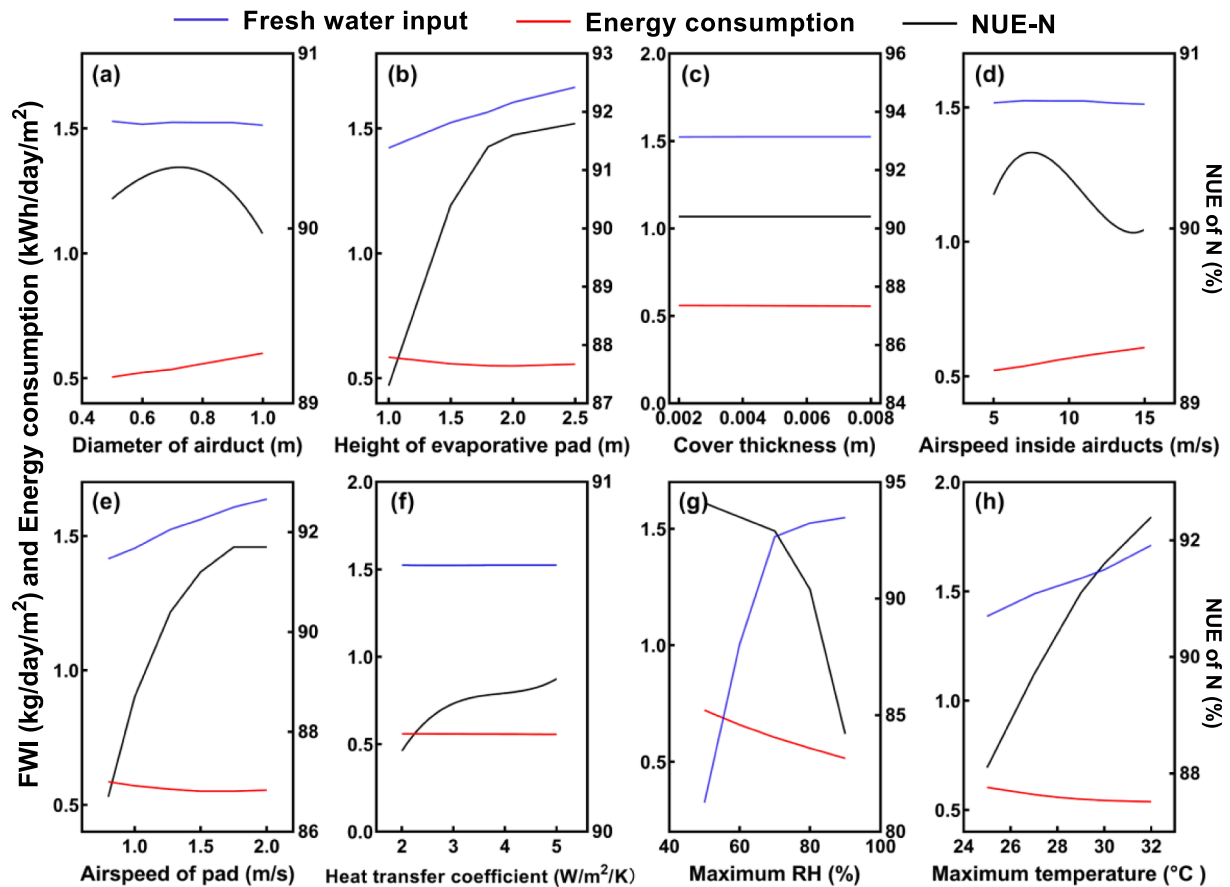 Fresh water input Energy consumption NUE-N
FWI (kg/day/m²) and Energy consumption (kWh/day/m²)
(a)
1.5
1.0
0.5
91
90
89
0.4 0.6 0.8 1.0
Diameter of airduct (m)
(b)
1.5
1.0
0.5
93
92
91
90
89
88
87
1.0 1.5 2.0 2.5
Height of evaporative pad (m)
(c)
2.0
1.5
1.0
0.5
0.0
96
94
92
90
88
86
84
0.002 0.004 0.006 0.008
Cover thickness (m)
(d)
1.5
1.0
0.5
91
90
89
5 10 15
Airspeed inside airducts (m/s)
NUE of N (%)
(e)
1.5
1.0
0.5
92
90
88
86
1.0 1.5 2.0
Airspeed of pad (m/s)
(f)
2.0
1.5
1.0
0.5
0.0
91
90
2 3 4 5
Heat transfer coefficient (W/m²/K)
(g)
1.5
1.0
0.5
95
90
85
80
40 60 80 100
Maximum RH (%)
(h)
2.0
1.5
1.0
0.5
92
90
88
24 26 28 30 32
Maximum temperature (°C )
NUE of N (%)